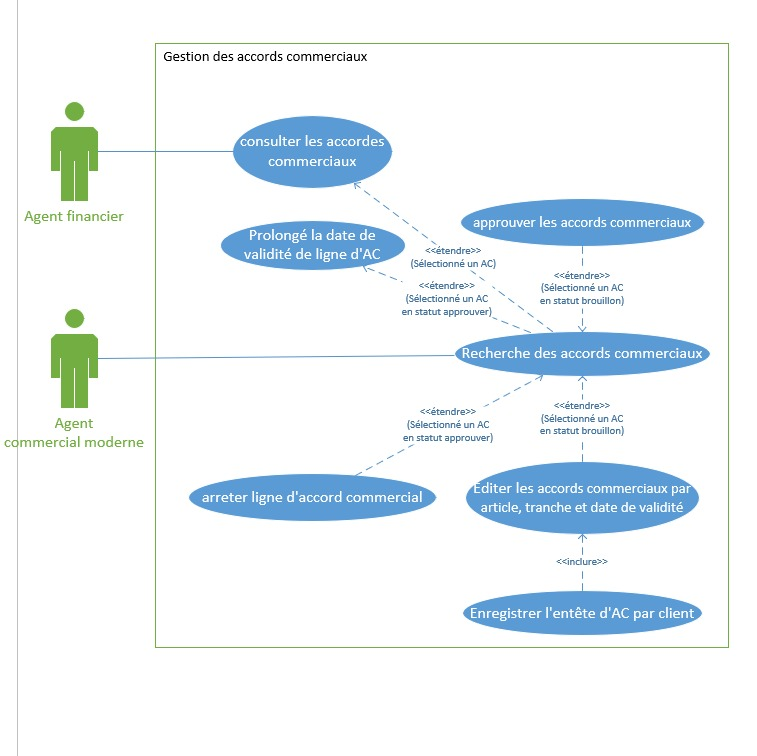 Gestion des accords commerciaux
consulter les accordes
commerciaux
Agent financier
approuver les accords commerciaux
Prolongé la date de
validité de ligne d'AC
<<étendre>>
(Sélectionné un AC)
<<étendre>>
(Sélectionné un AC
en statut approuver)
<<étendre>>
(Sélectionné un AC
en statut brouillon)
Recherche des accords commerciaux
Agent
commercial moderne
<<étendre>>
(Sélectionné un AC
en statut approuver)
<<étendre>>
(Sélectionné un AC
en statut brouillon)
arreter ligne d'accord commercial
Editer les accords commerciaux par
article, tranche et date de validité
<<inclure>>
Enregistrer l'entête d'AC par client